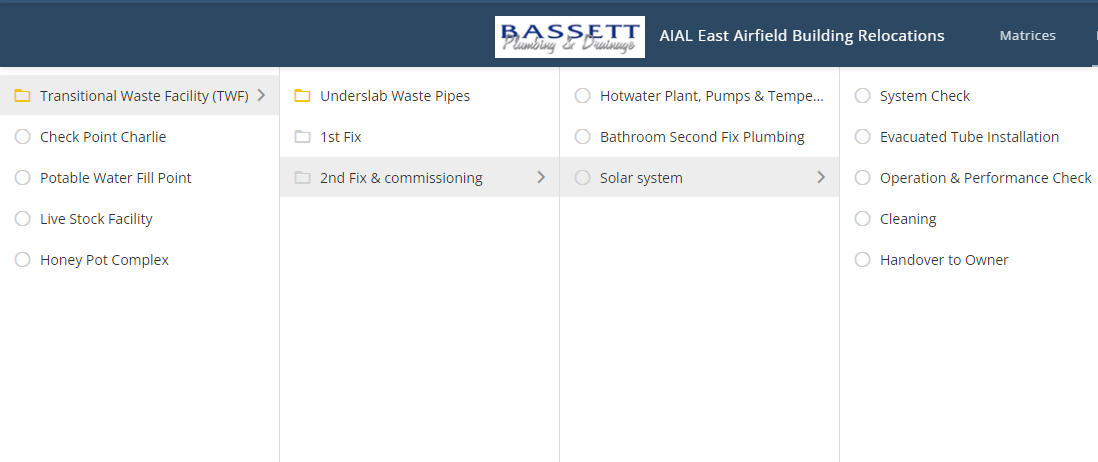 BASSETT
Plumbing & Drainage
AIAL East Airfield Building Relocations
Matrices
Transitional Waste Facility (TWF)
Check Point Charlie
Potable Water Fill Point
Live Stock Facility
Honey Pot Complex
Underslab Waste Pipes
1st Fix
2nd Fix & commissioning
Hotwater Plant, Pumps & Tempe...
Bathroom Second Fix Plumbing
Solar system
System Check
Evacuated Tube Installation
Operation & Performance Check
Cleaning
Handover to Owner